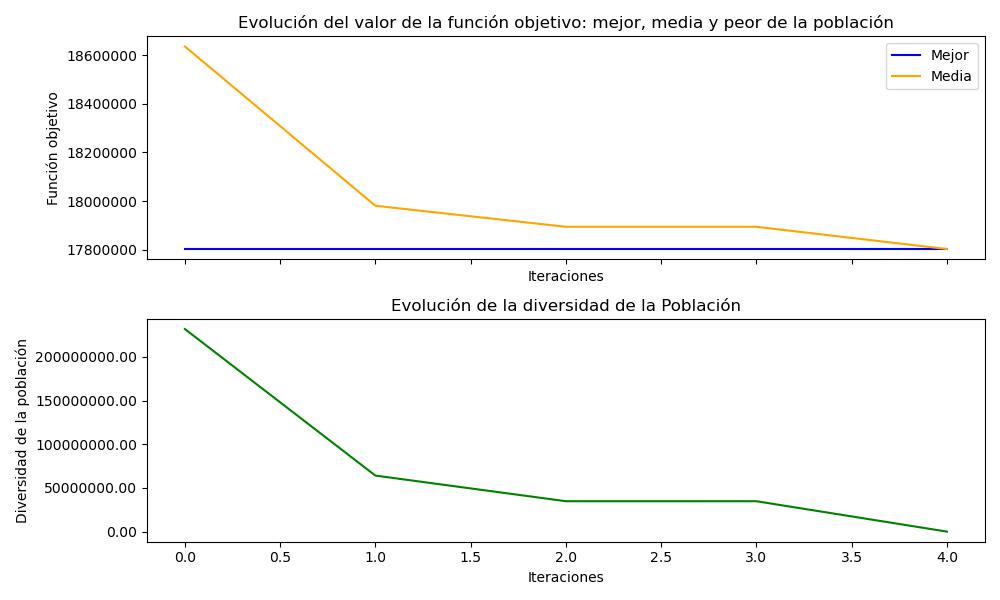 Evolución del valor de la función objetivo: mejor, media y peor de la población
18600000
18400000
18200000
18000000
17800000
Función objetivo
Mejor
Media
Iteraciones
Evolución de la diversidad de la Población
200000000.00
150000000.00
100000000.00
50000000.00
0.00
Diversidad de la población
0.0 0.5 1.0 1.5 2.0 2.5 3.0 3.5 4.0
Iteraciones